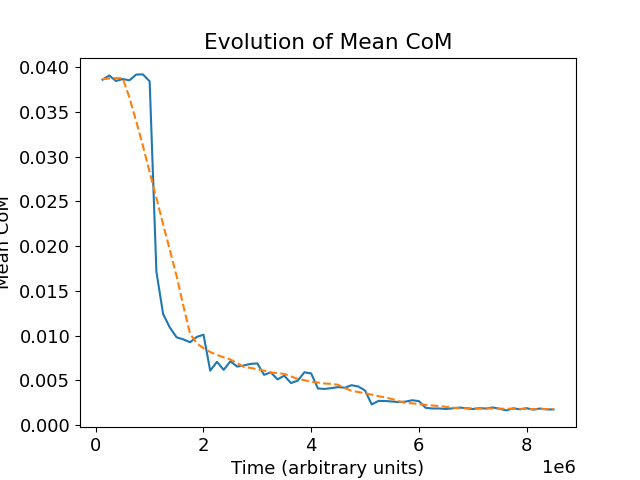 Evolution of Mean CoM
0.040
0.035
0.030
0.025
0.020
0.015
0.010
0.005
0.000
Mean CoM
0 2 4 6 8
1e6
Time (arbitrary units)